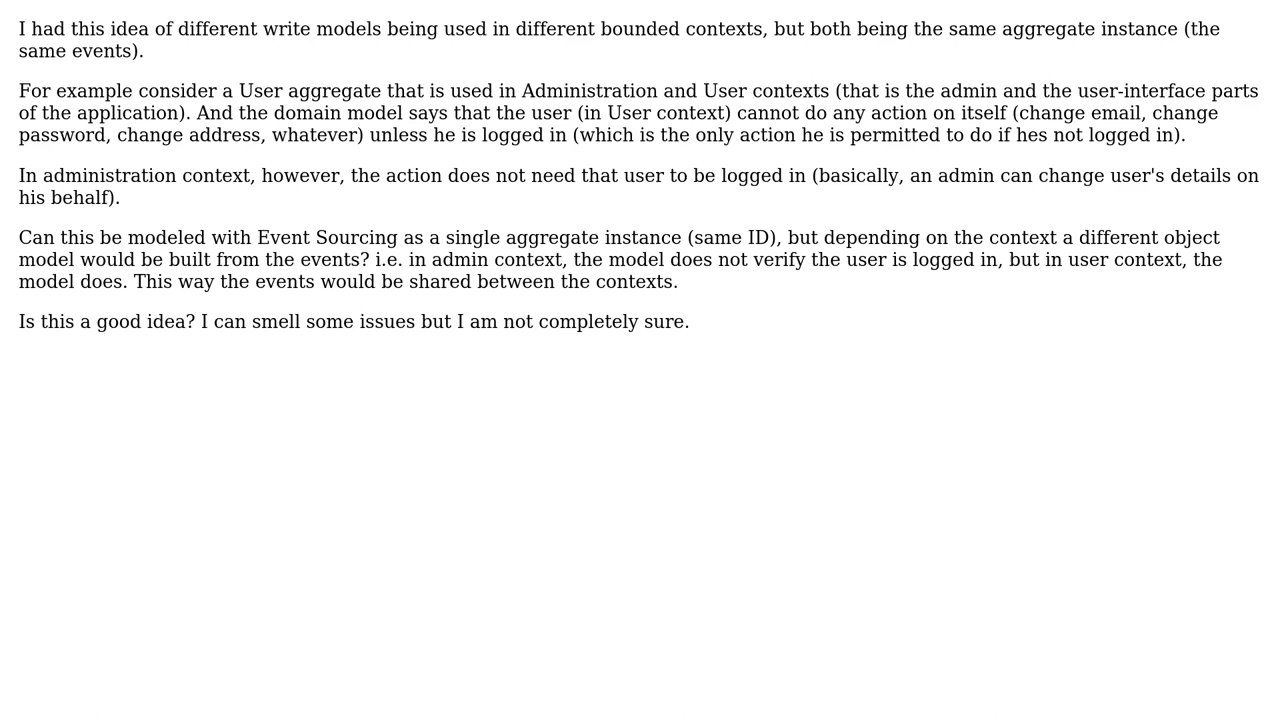 I had this idea of different write models being used in different bounded contexts, but both being the same aggregate instance (the
same events).
For example consider a User aggregate that is used in Administration and User contexts (that is the admin and the user-interface parts
of the application). And the domain model says that the user (in User context) cannot do any action on itself (change email, change
password, change address, whatever) unless he is logged in (which is the only action he is permitted to do if hes not logged in).
In administration context, however, the action does not need that user to be logged in (basically, an admin can change user's details on
his behalf).
Can this be modeled with Event Sourcing as a single aggregate instance (same ID), but depending on the context a different object
model would be built from the events? i.e. in admin context, the model does not verify the user is logged in, but in user context, the
model does. This way the events would be shared between the contexts.
Is this a good idea? I can smell some issues but I am not completely sure.